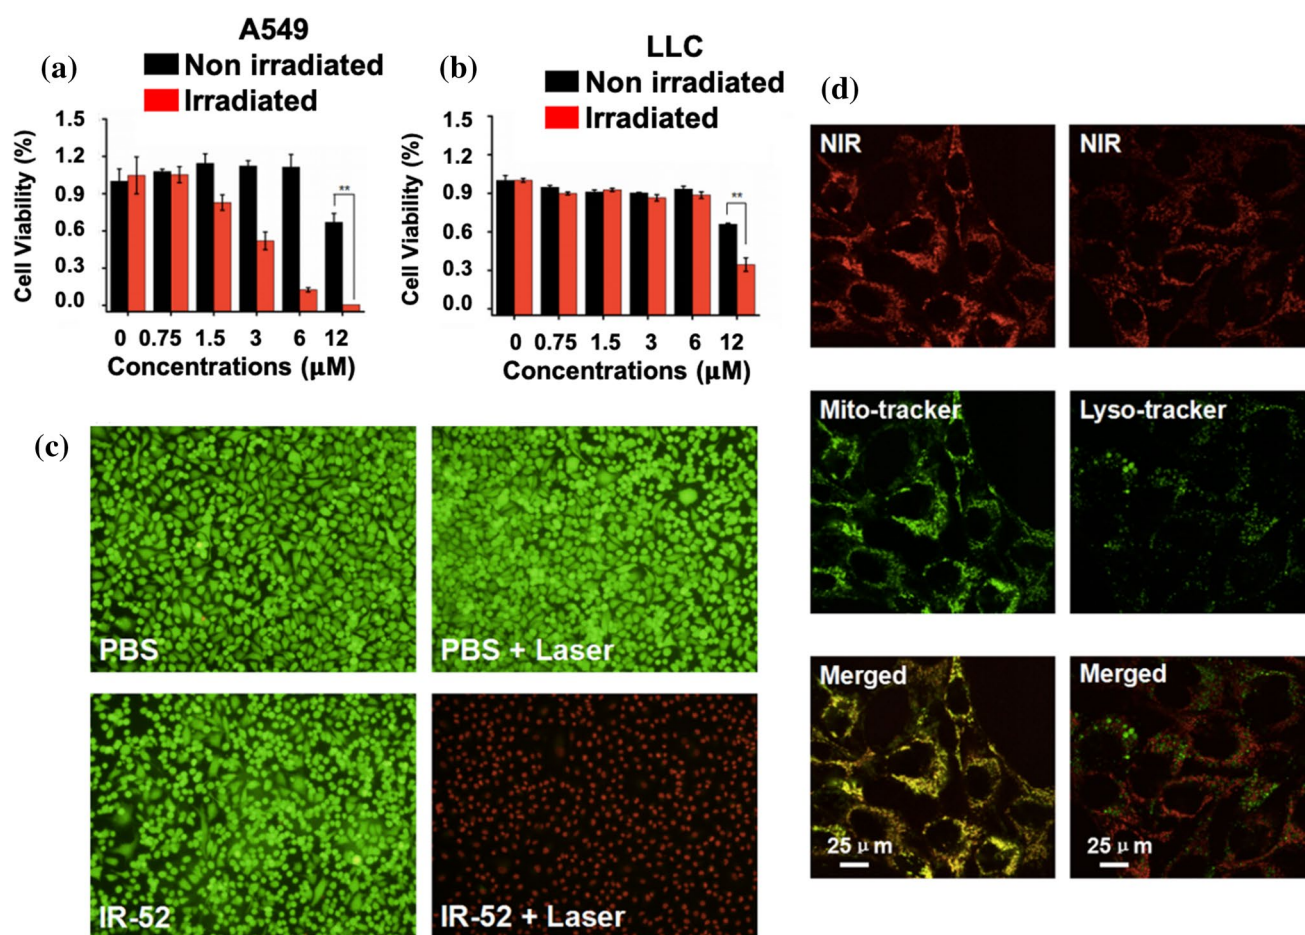 (a)
A549
Non irradiated
Irradiated
Cell Viability (%)
1.5
1.2
0.9
0.6
0.3
0.0
**
0 0.75 1.5 3 6 12
Concentrations (μM)
(b)
LLC
Non irradiated
Irradiated
Cell Viability (%)
1.5
1.2
0.9
0.6
0.3
0.0
**
0 0.75 1.5 3 6 12
Concentrations (μM)
(c)
PBS
PBS + Laser
IR-52
IR-52 + Laser
(d)
NIR
NIR
Mito-tracker
Lyso-tracker
Merged
Merged
25 μm
25 μm